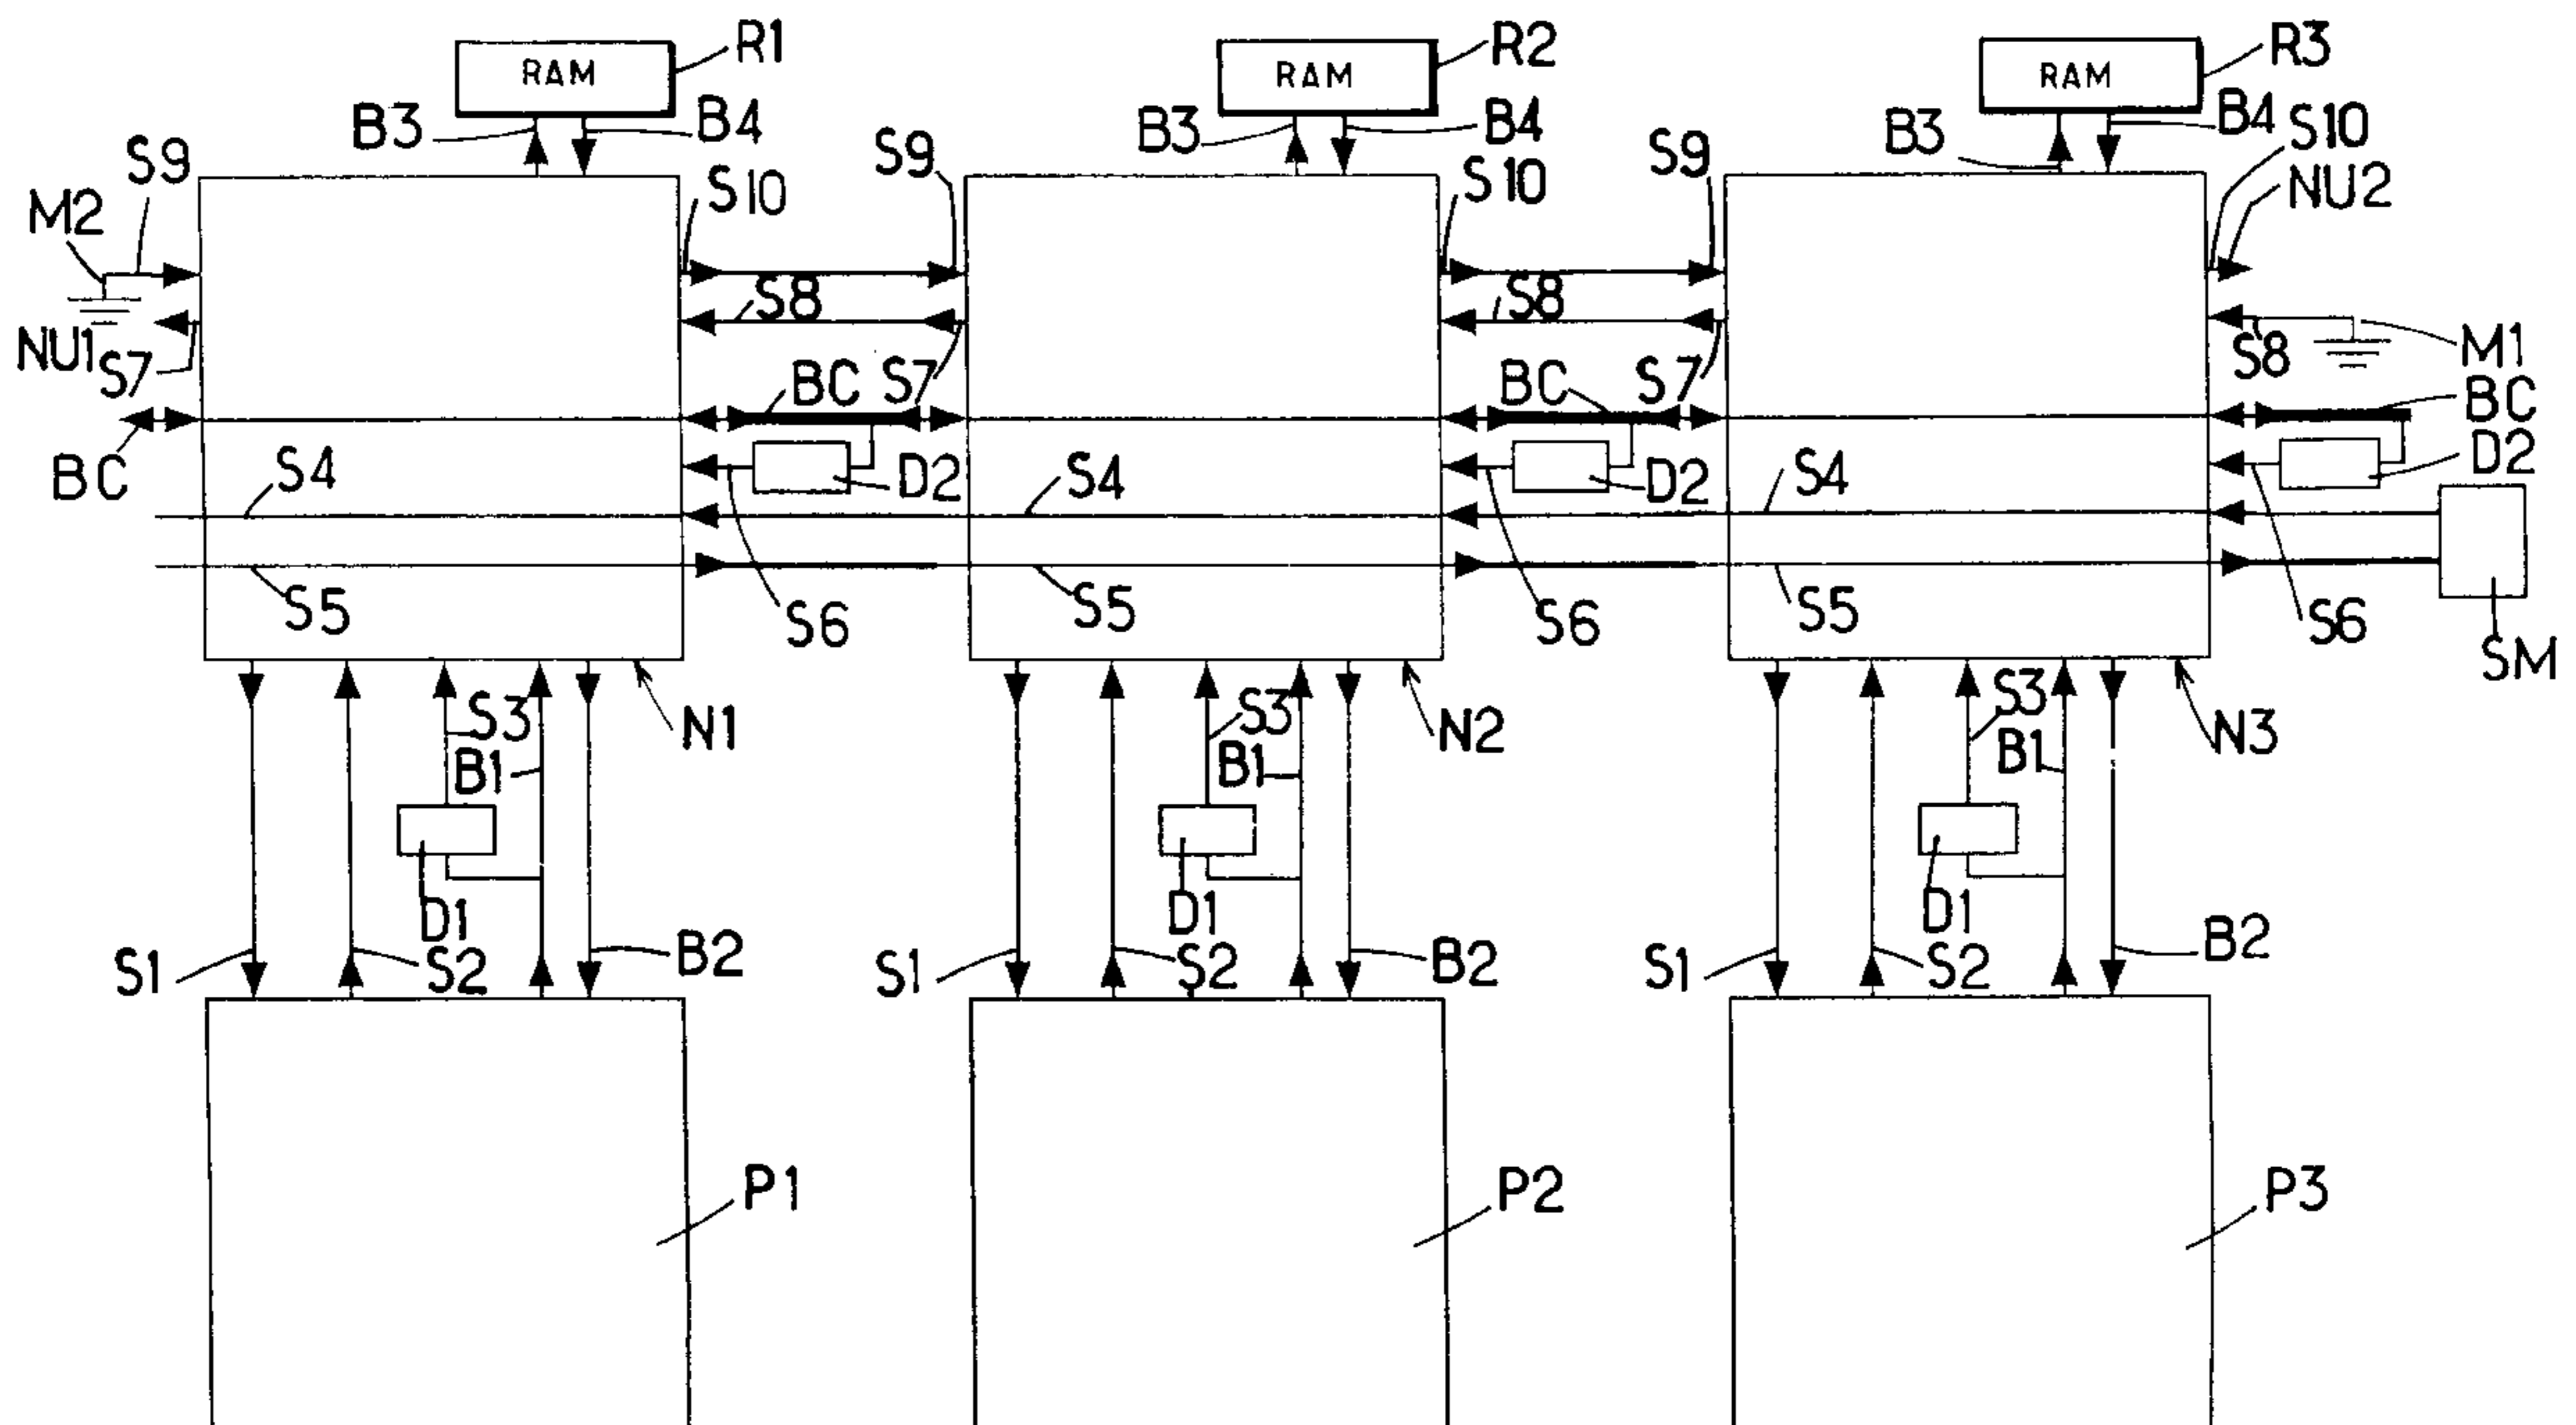 RAM R1 RAM R2 RAM R3
B3 B4 B3 B4 B3 B4 S10
S9 S10 S9 S10 S9 NU2
M2
S8 S8
NU1 S7 S7 S7 S8 M1
BC BC BC BC
S4 D2 S4 D2 S4 D2
S5 S6 S5 S6 S5 S6 SM
S3 N1 S3 N2 S3 N3
B1 B1 B1
D1 D1 D1
S1 S2 B2 S1 S2 B2 S1 S2 B2
P1 P2 P3